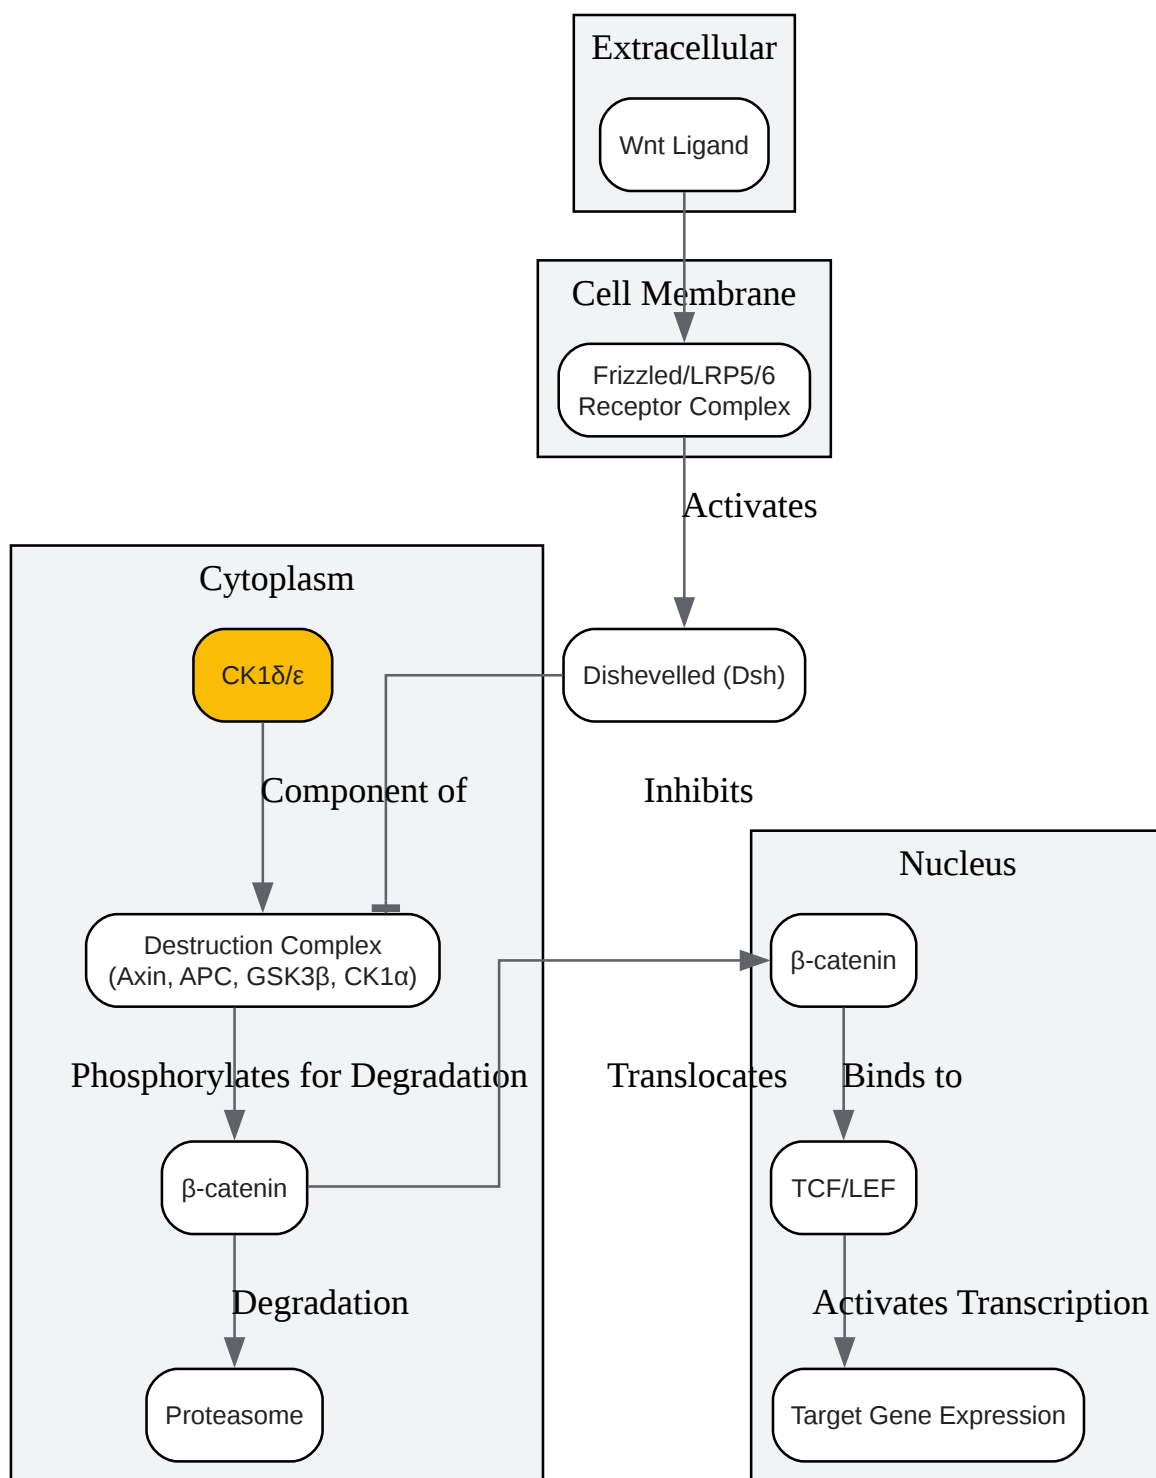 Extracellular
Wnt Ligand
Cell Membrane
Frizzled/LRP5/6
Receptor Complex
Activates
Cytoplasm
CK1δ/ε
Dishevelled (Dsh)
Component of
Inhibits
Nucleus
Destruction Complex
(Axin, APC, GSK3β, CK1α)
β-catenin
Phosphorylates for Degradation
Translocates
Binds to
β-catenin
TCF/LEF
Degradation
Activates Transcription
Proteasome
Target Gene Expression